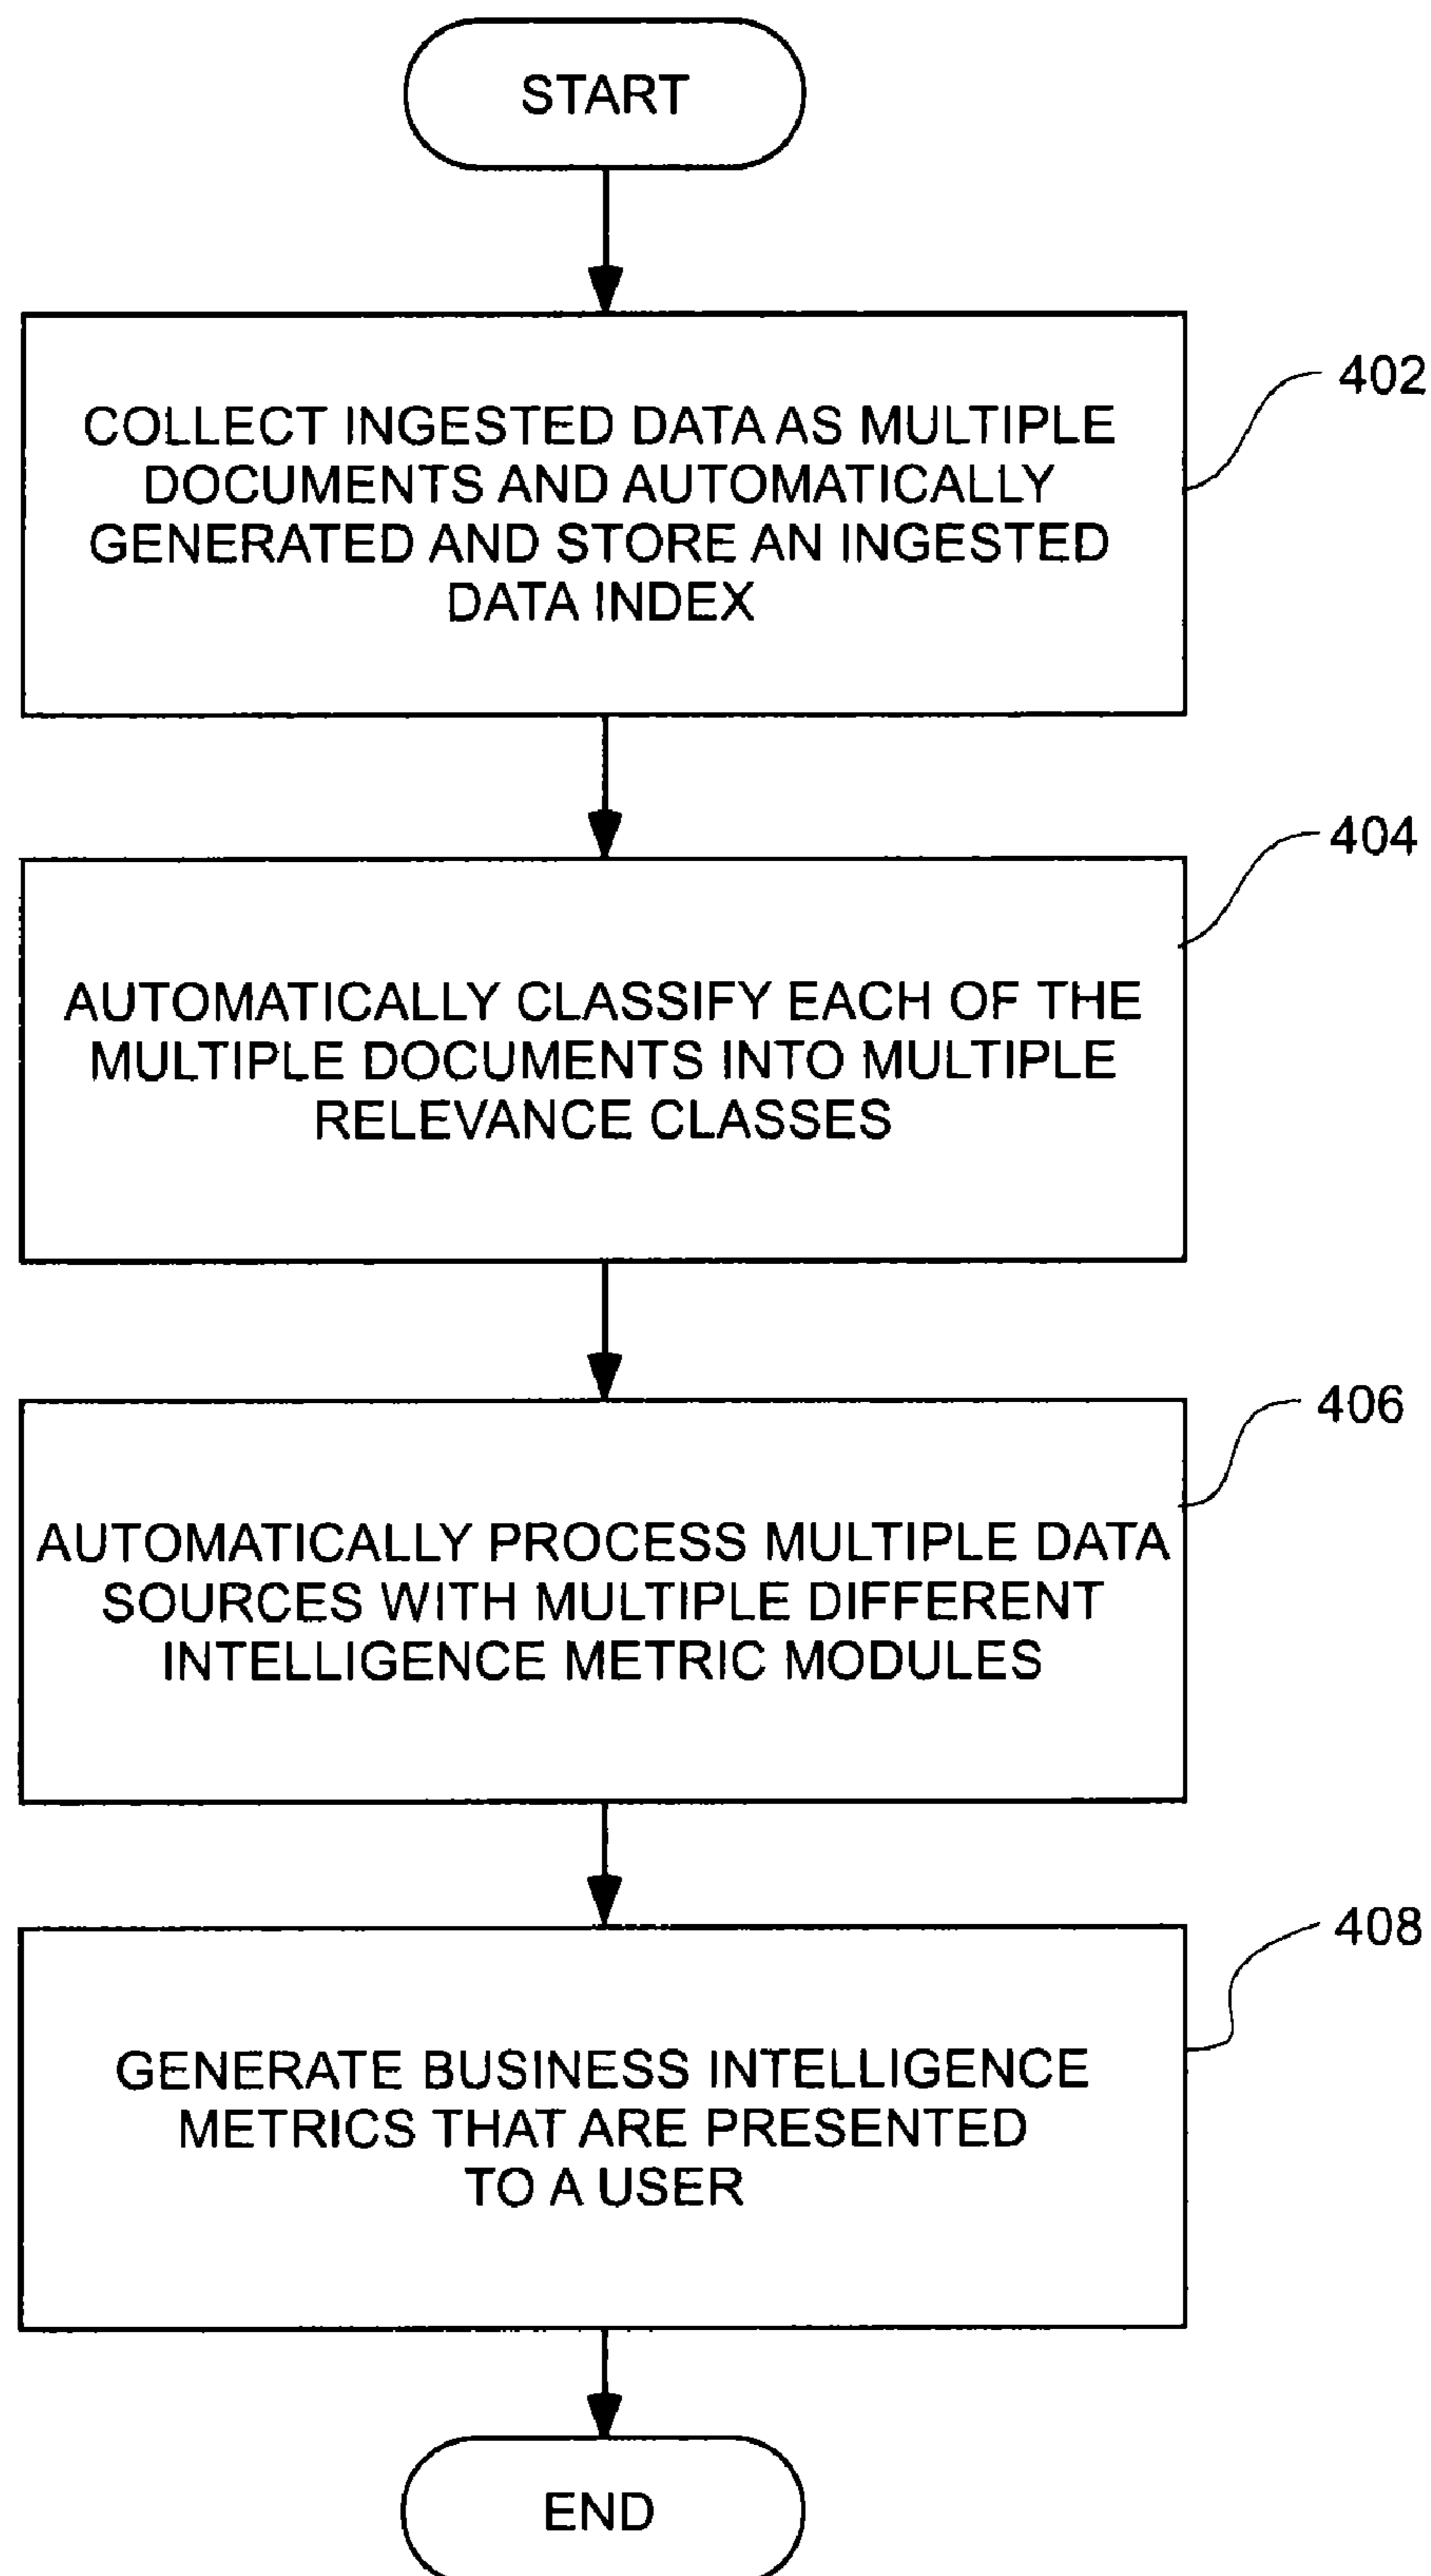 START
COLLECT INGESTED DATA AS MULTIPLE
DOCUMENTS AND AUTOMATICALLY
GENERATED AND STORE AN INGESTED
DATA INDEX
402
AUTOMATICALLY CLASSIFY EACH OF THE
MULTIPLE DOCUMENTS INTO MULTIPLE
RELEVANCE CLASSES
404
AUTOMATICALLY PROCESS MULTIPLE DATA
SOURCES WITH MULTIPLE DIFFERENT
INTELLIGENCE METRIC MODULES
406
GENERATE BUSINESS INTELLIGENCE
METRICS THAT ARE PRESENTED
TO A USER
408
END